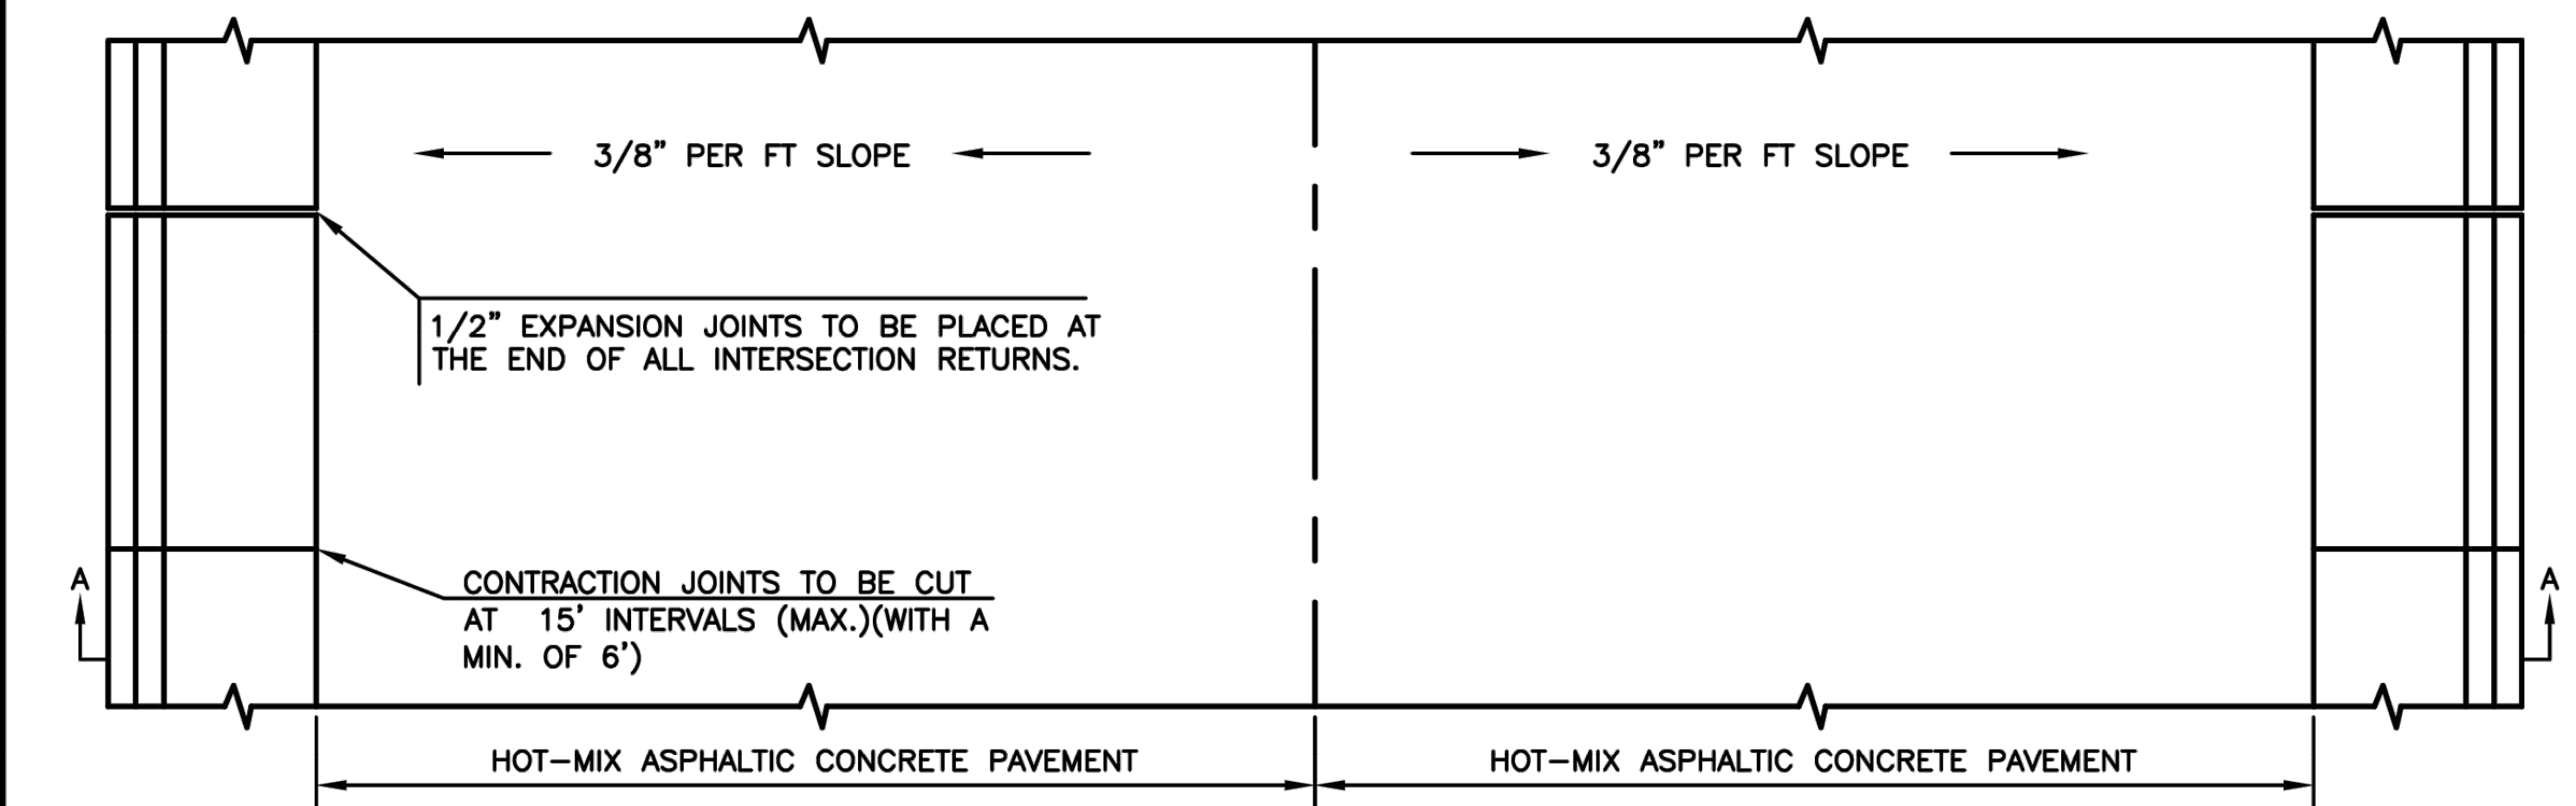 3/8" PER FT SLOPE
3/8" PER FT SLOPE
1/2" EXPANSION JOINTS TO BE PLACED AT
THE END OF ALL INTERSECTION RETURNS.
CONTRACTION JOINTS TO BE CUT
AT 15' INTERVALS (MAX.)(WITH A
MIN. OF 6')
A
A
HOT-MIX ASPHALTIC CONCRETE PAVEMENT
HOT-MIX ASPHALTIC CONCRETE PAVEMENT